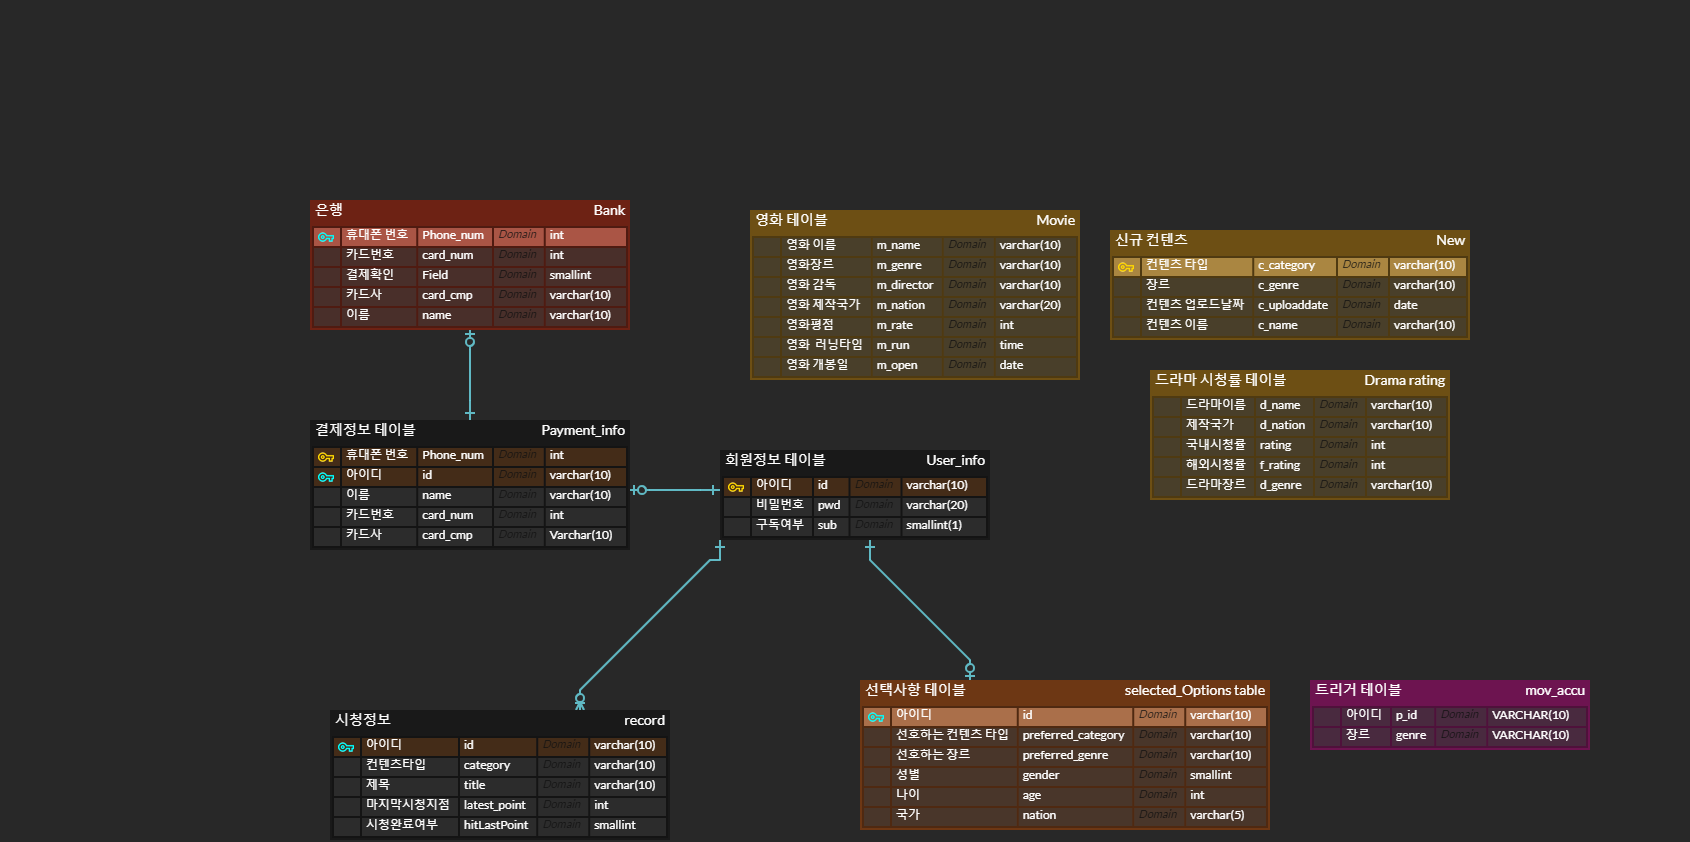 은행 Bank
휴대폰 번호 Phone_num Domain int
카드번호 card_num Domain int
결제확인 Field Domain smallint
카드사 card_cmp Domain varchar(10)
이름 name Domain varchar(10)
영화 테이블 Movie
영화 이름 m_name Domain varchar(10)
영화장르 m_genre Domain varchar(10)
영화 감독 m_director Domain varchar(10)
영화 제작국가 m_nation Domain varchar(20)
영화평점 m_rate Domain int
영화 러닝타임 m_run Domain time
영화 개봉일 m_open Domain date
신규 컨텐츠 New
컨텐츠 타입 c_category Domain varchar(10)
장르 c_genre Domain varchar(10)
컨텐츠 업로드날짜 c_uploaddate Domain date
컨텐츠 이름 c_name Domain varchar(10)
드라마 시청률 테이블 Drama rating
드라마이름 d_name Domain varchar(10)
제작국가 d_nation Domain varchar(10)
국내시청률 rating Domain int
해외시청률 f_rating Domain int
드라마장르 d_genre Domain varchar(10)
결제정보 테이블 Payment_info
휴대폰 번호 Phone_num Domain int
아이디 id Domain varchar(10)
이름 name Domain varchar(10)
카드번호 card_num Domain int
카드사 card_cmp Domain Varchar(10)
회원정보 테이블 User_info
아이디 id Domain varchar(10)
비밀번호 pwd Domain varchar(20)
구독여부 sub Domain smallint(1)
시청정보 record
아이디 id Domain varchar(10)
컨텐츠타입 category Domain varchar(10)
제목 title Domain varchar(10)
마지막시청지점 latest_point Domain int
시청완료여부 hitLastPoint Domain smallint
선택사항 테이블 selected_Options table
아이디 id Domain varchar(10)
선호하는 컨텐츠 타입 preferred_category Domain varchar(10)
선호하는 장르 preferred_genre Domain varchar(10)
성별 gender Domain smallint
나이 age Domain int
국가 nation Domain varchar(5)
트리거 테이블 mov_accu
아이디 p_id Domain VARCHAR(10)
장르 genre Domain VARCHAR(10)